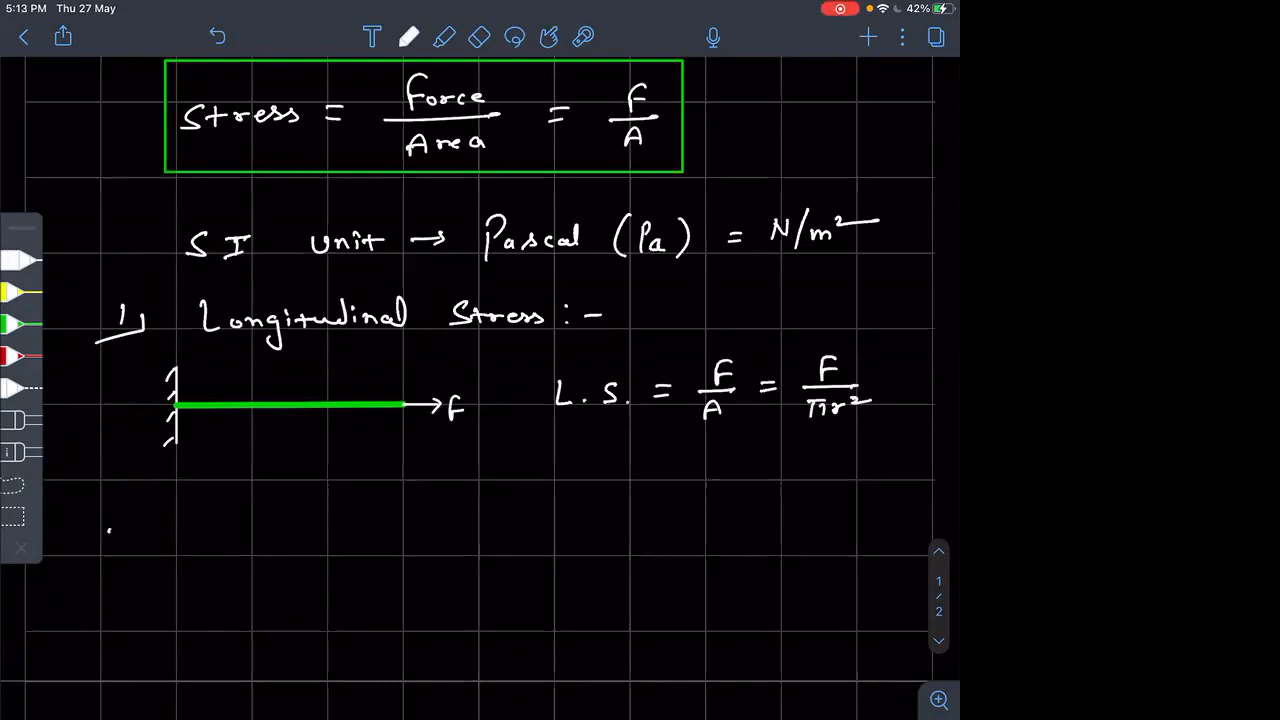 5:13 PM Thu 27 May 42%
Stress = Force/Area = F/A
SI unit → Pascal (Pa) = N/m²
1) Longitudinal Stress :-
F
L. S. = F/A = F/πr²
1/2